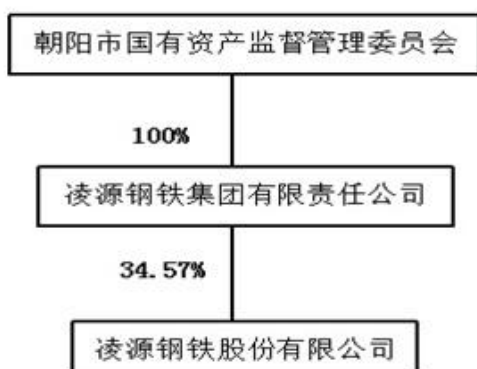 朝阳市国有资产监督管理委员会
100%
凌源钢铁集团有限责任公司
34.57%
凌源钢铁股份有限公司